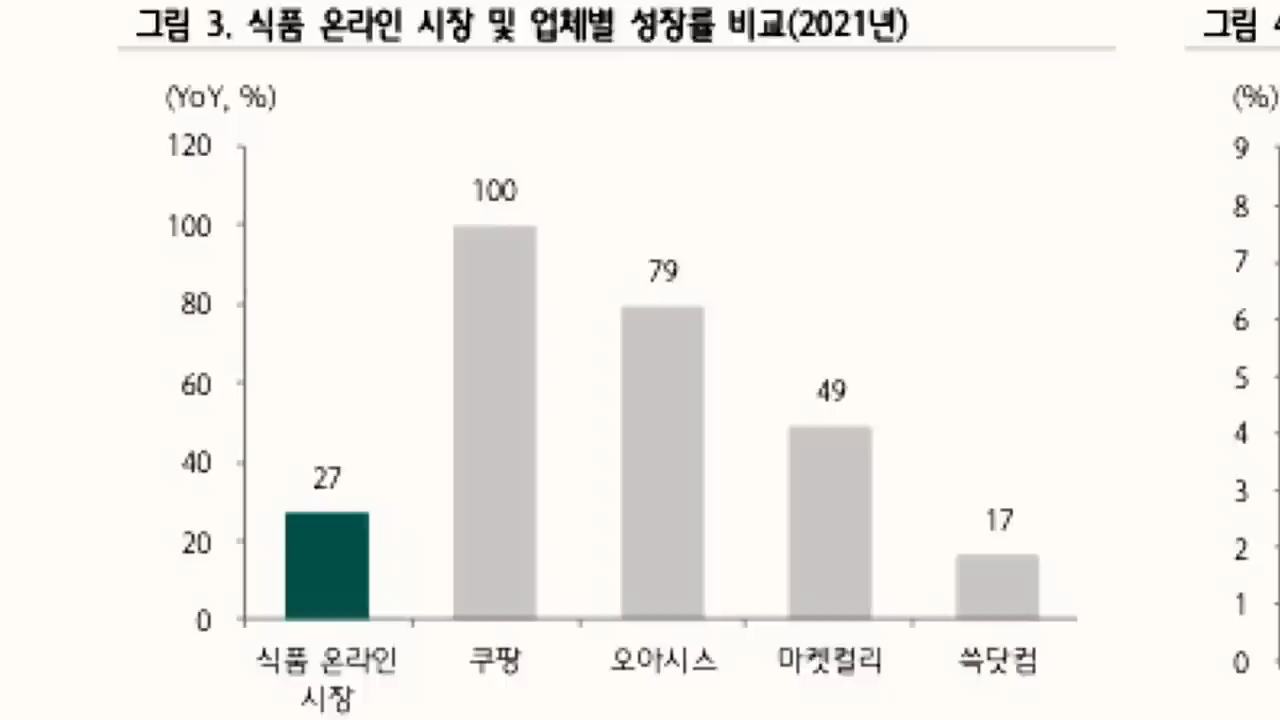 그림 3. 식품 온라인 시장 및 업체별 성장률 비교(2021년)
(YoY, %)
120
100
80
60
40
20
0
27
100
79
49
17
식품 온라인
시장
쿠팡
오아시스
마켓컬리
쓱닷컴
그림 4
(%)
9
8
7
6
5
4
3
2
1
0